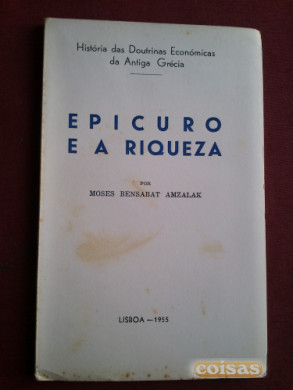 História das Doutrinas Económicas
da Antiga Grécia
EPICURO
E A RIQUEZA
POR
MOSES BENSABAT AMZALAK
LISBOA — 1955
coisas